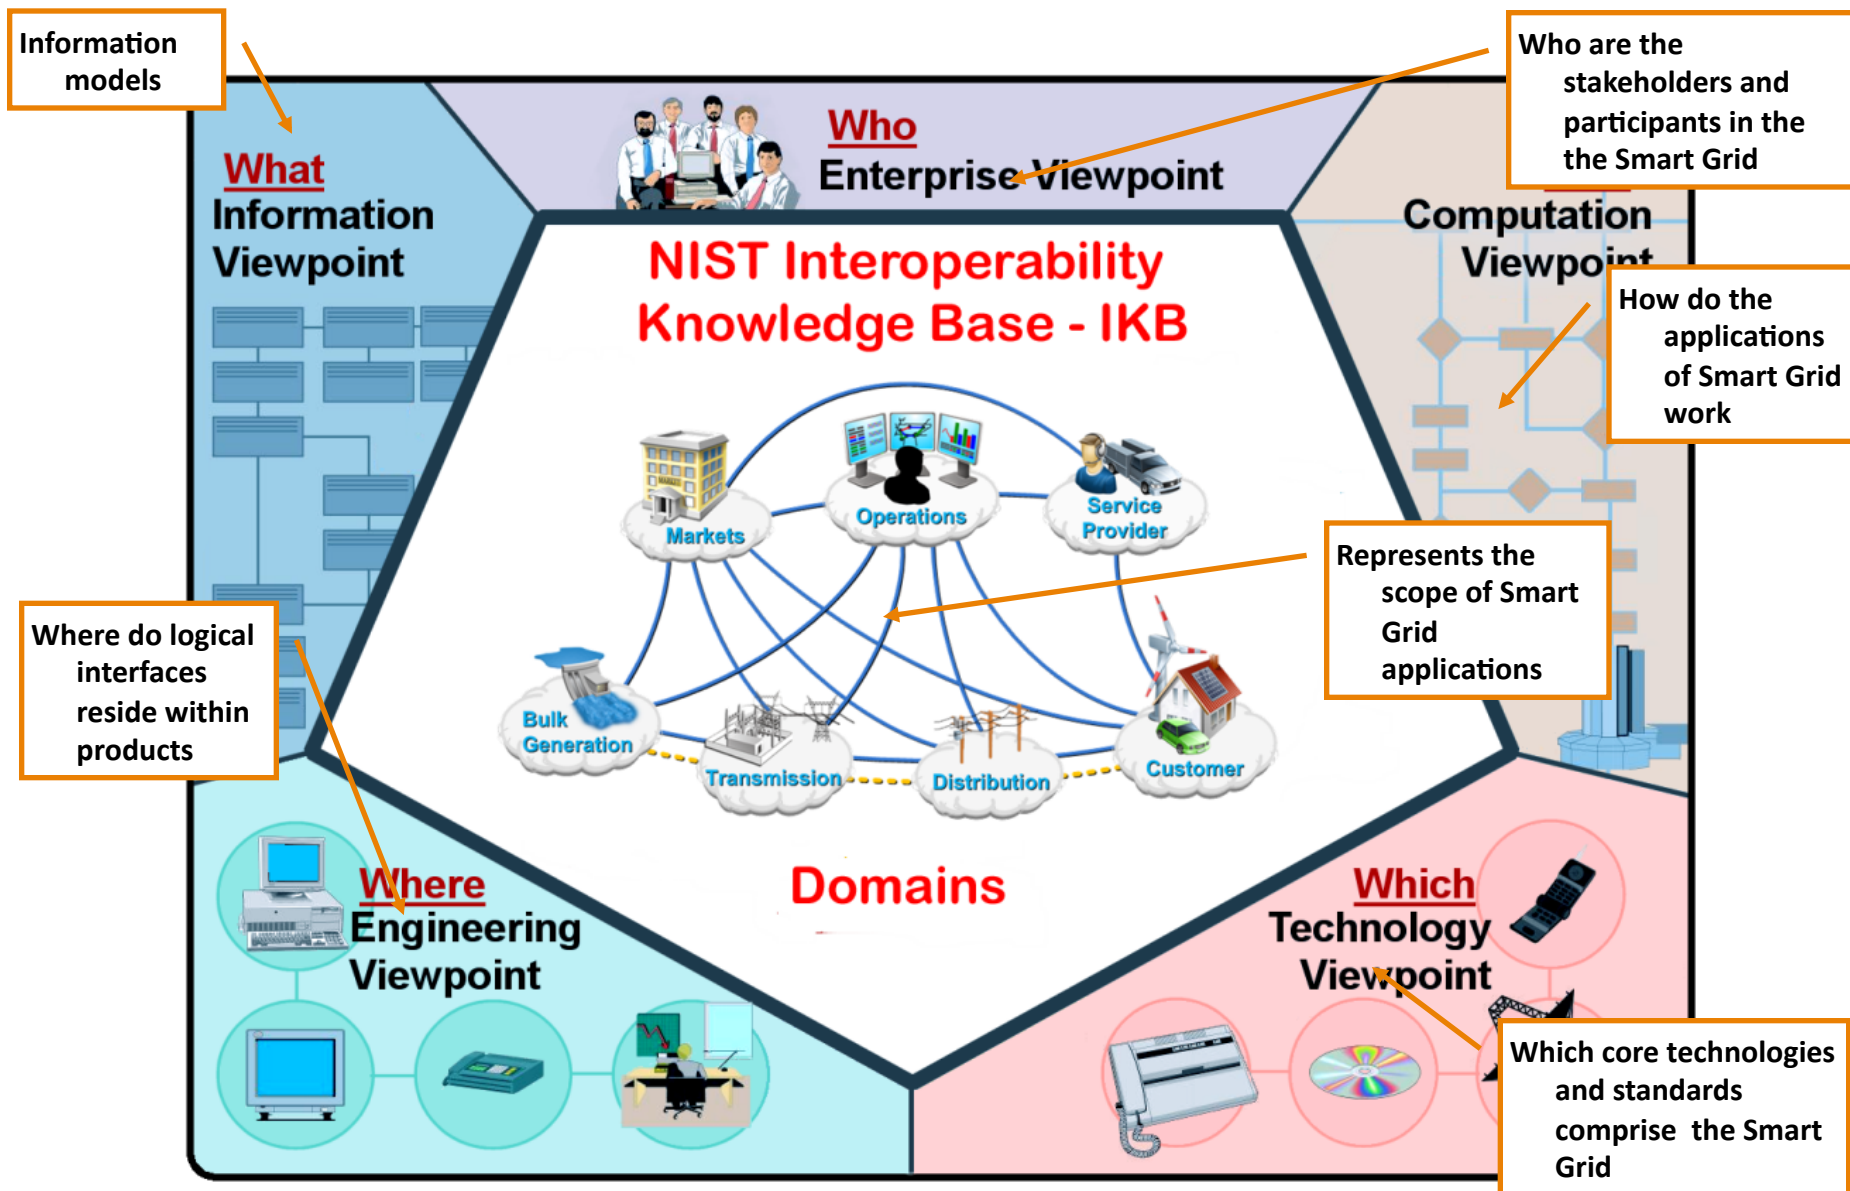 Information
models
Who are the
stakeholders and
participants in the
the Smart Grid
Who
Enterprise Viewpoint
What
Information
Viewpoint
Computation
Viewpoint
NIST Interoperability
Knowledge Base - IKB
How do the
applications
of Smart Grid
work
Markets
Operations
Service
Provider
Represents the
scope of Smart
Grid
applications
Where do logical
interfaces
reside within
products
Bulk
Generation
Transmission
Distribution
Customer
Domains
Where
Engineering
Viewpoint
Which
Technology
Viewpoint
Which core technologies
and standards
comprise the Smart
Grid